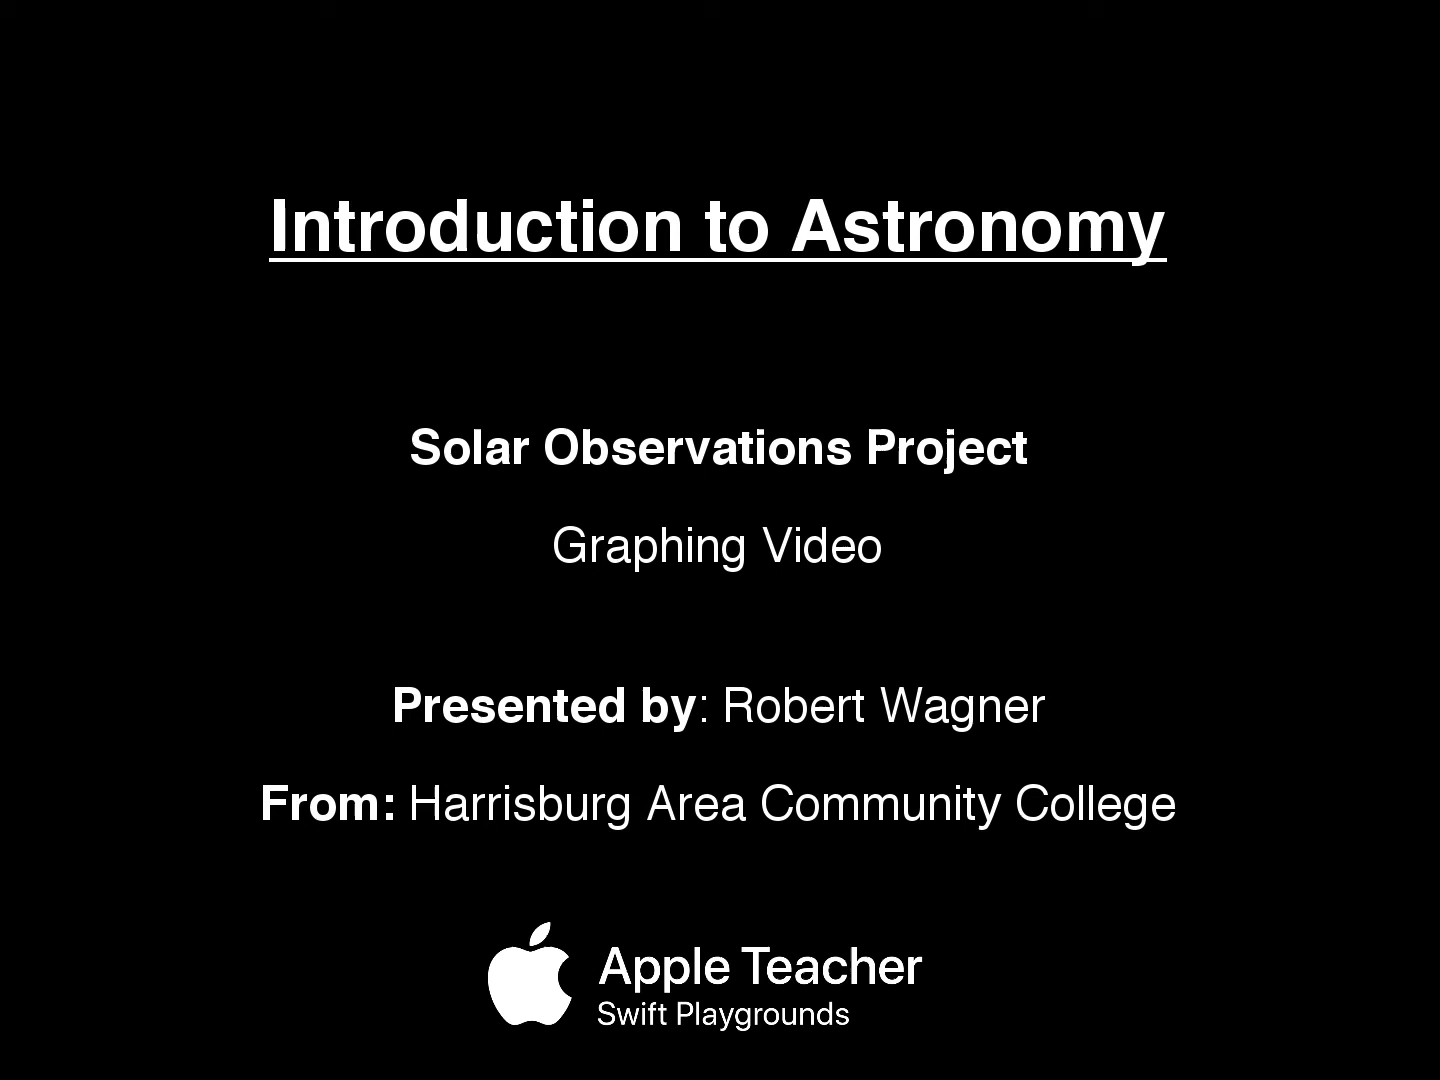 Introduction to Astronomy
Solar Observations Project
Graphing Video
Presented by: Robert Wagner
From: Harrisburg Area Community College
Apple Teacher
Swift Playgrounds